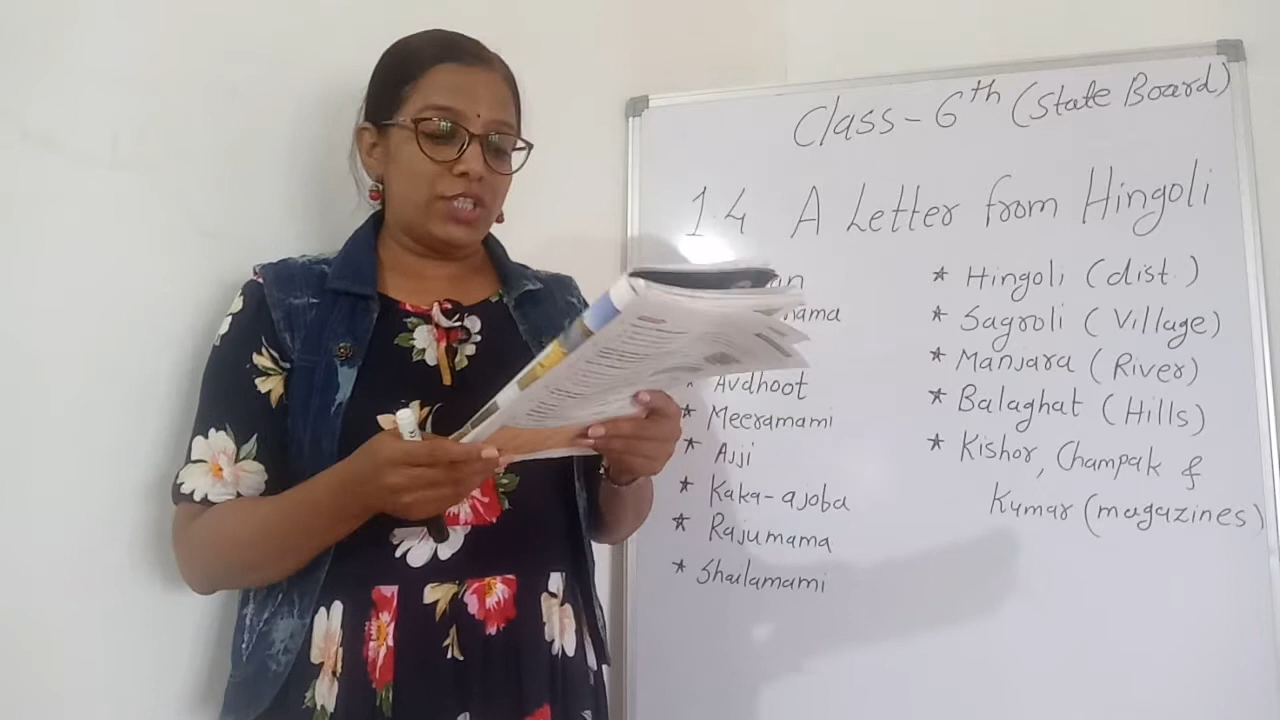 Class - 6th (State Board)
14 A Letter from Hingoli
* Avdhoot
* Meeramami
* Ajji
* Kaka-ajoba
* Rajumama
* Shailamami
* Hingoli (dist.)
* Sagroli (Village)
* Manjara (River)
* Balaghat (Hills)
* Kishor, Champak &
Kumar (magazines)